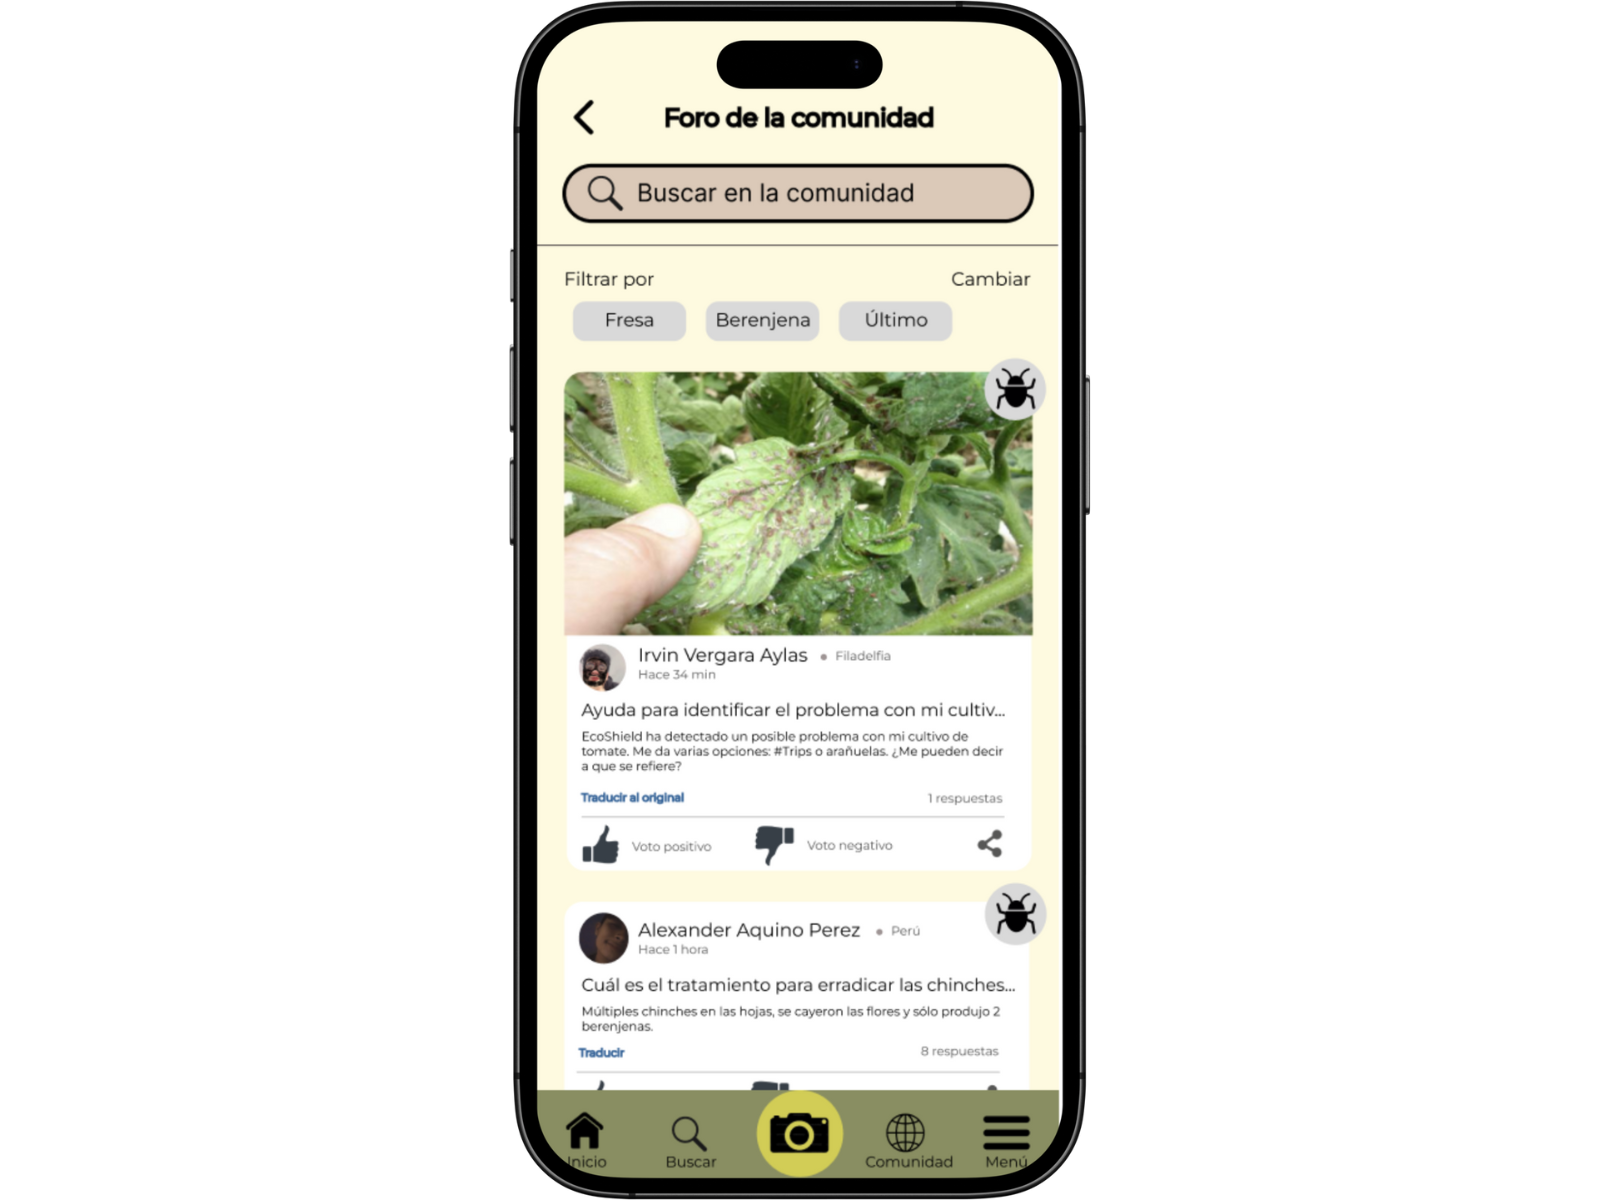 Foro de la comunidad
Buscar en la comunidad
Filtrar por
Cambiar
Fresa
Berenjena
Último
Irvin Vergara Aylas • Filadelfia
Hace 34 min
Ayuda para identificar el problema con mi cultiv...
EcoShield ha detectado un posible problema con mi cultivo de
tomate. Me da varias opciones: #Trips o arañuelas. ¿Me pueden decir
a que se refiere?
Traducir al original
1 respuestas
Voto positivo
Voto negativo
Alexander Aquino Perez • Perú
Hace 1 hora
Cuál es el tratamiento para erradicar las chinches...
Múltiples chinches en las hojas, se cayeron las flores y sólo produjo 2
berenjenas.
Traducir
8 respuestas
Inicio
Buscar
Comunidad
Menú